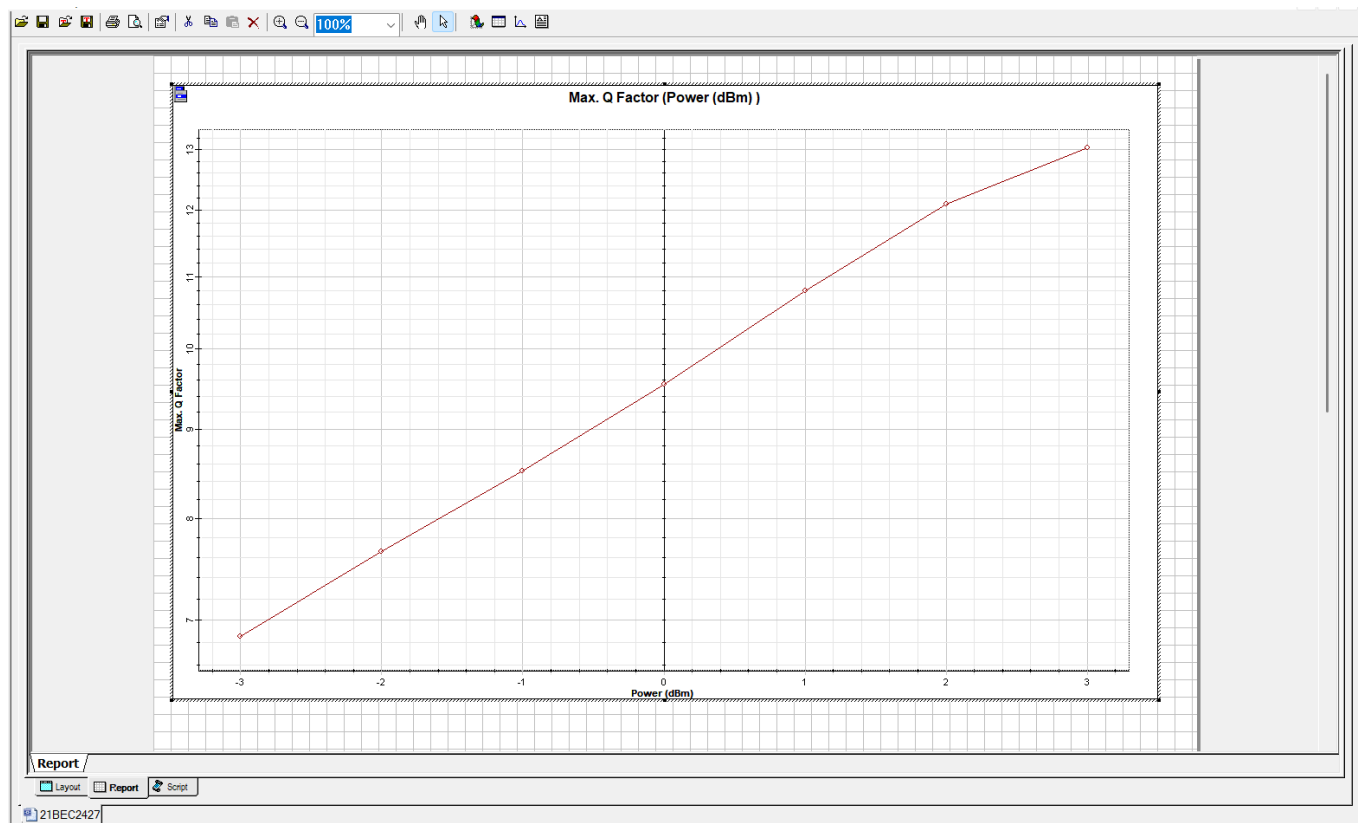 100%
Max. Q Factor (Power (dBm) )
13
12
11
10
9
8
7
Max. Q Factor
-3 -2 -1 0 1 2 3
Power (dBm)
Report
Layout Report Script
21BEC2427